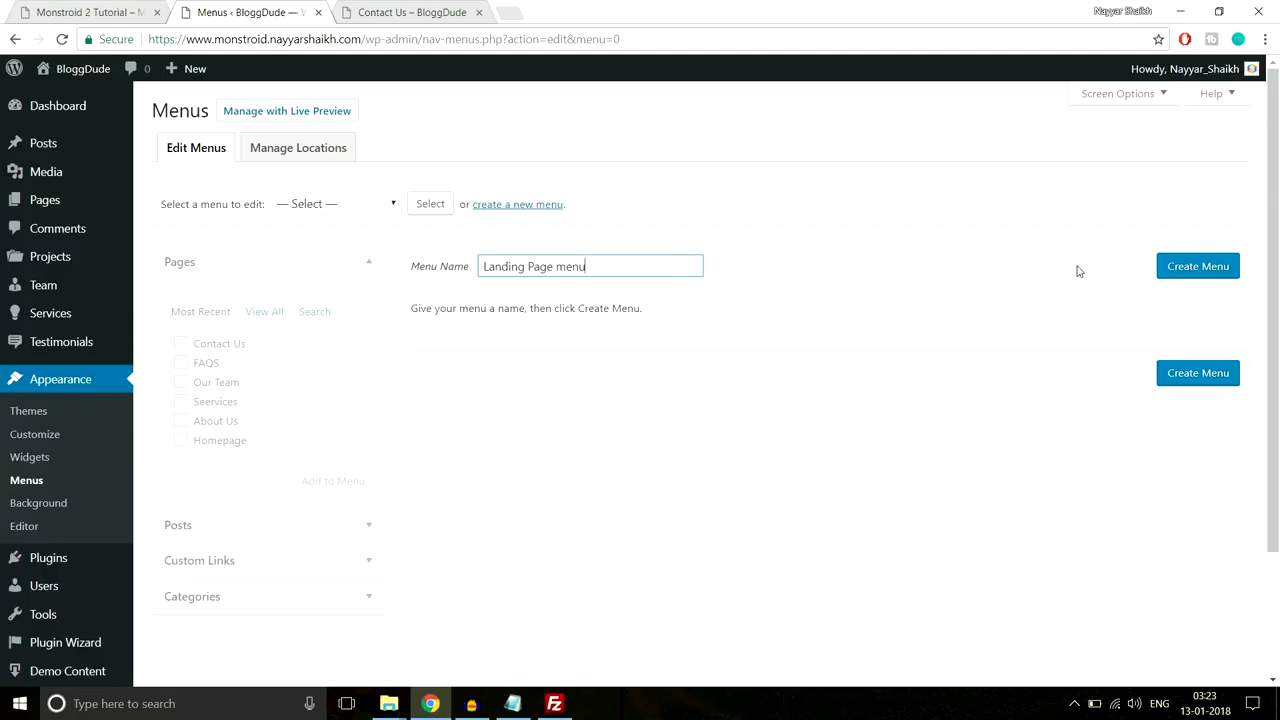 Monstroid 2 Tutorial – M
Menus ‹ BloggDude — W
Contact Us – BloggDude
Nayyar Shaikh
Secure
https://www.monstroid.nayyarshaikh.com/wp-admin/nav-menus.php?action=edit&menu=0
BloggDude
0
New
Howdy, Nayyar_Shaikh
Dashboard
Posts
Media
Pages
Comments
Projects
Team
Services
Testimonials
Appearance
Themes
Customize
Widgets
Menus
Background
Editor
Plugins
Users
Tools
Plugin Wizard
Demo Content
Menus
Manage with Live Preview
Screen Options
Help
Edit Menus
Manage Locations
Select a menu to edit:
— Select —
Select
or create a new menu.
Pages
Most Recent
View All
Search
Contact Us
FAQS
Our Team
Seervices
About Us
Homepage
Add to Menu
Posts
Custom Links
Categories
Menu Name
Landing Page menu
Create Menu
Give your menu a name, then click Create Menu.
Create Menu
Type here to search
ENG
03:23
13-01-2018